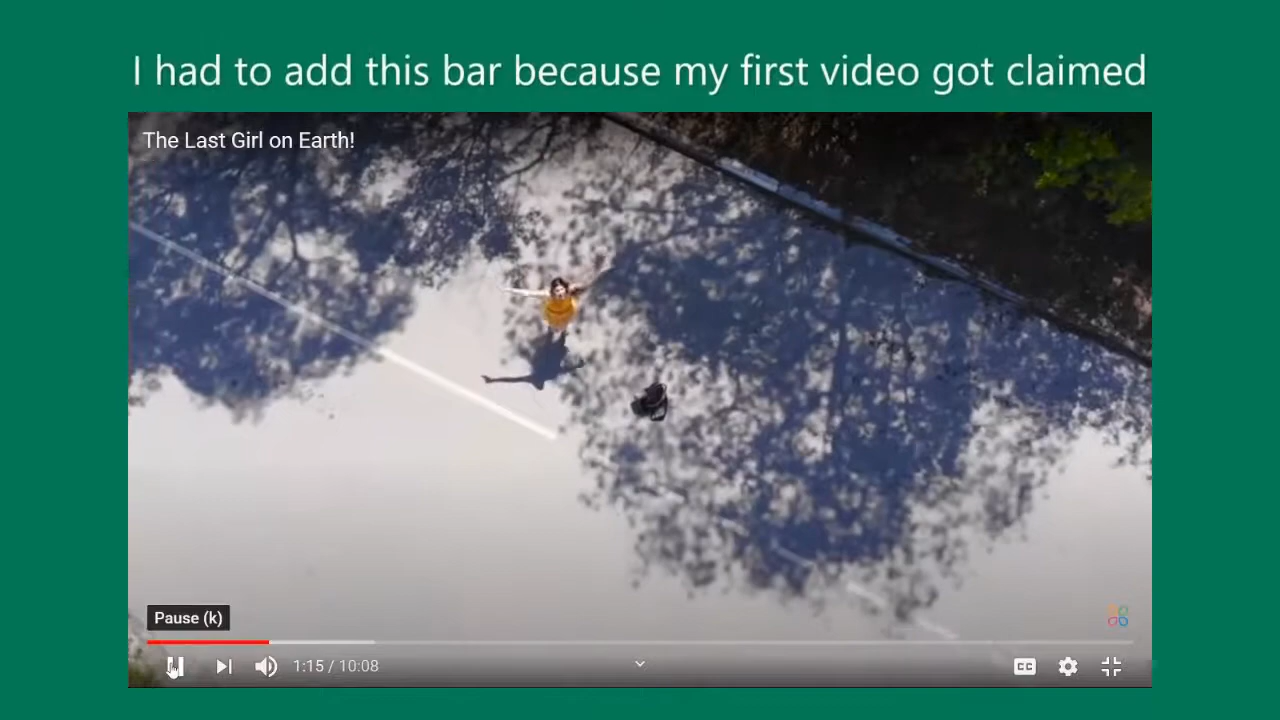 I had to add this bar because my first video got claimed
The Last Girl on Earth!
Pause (k)
1:15 / 10:08
CC